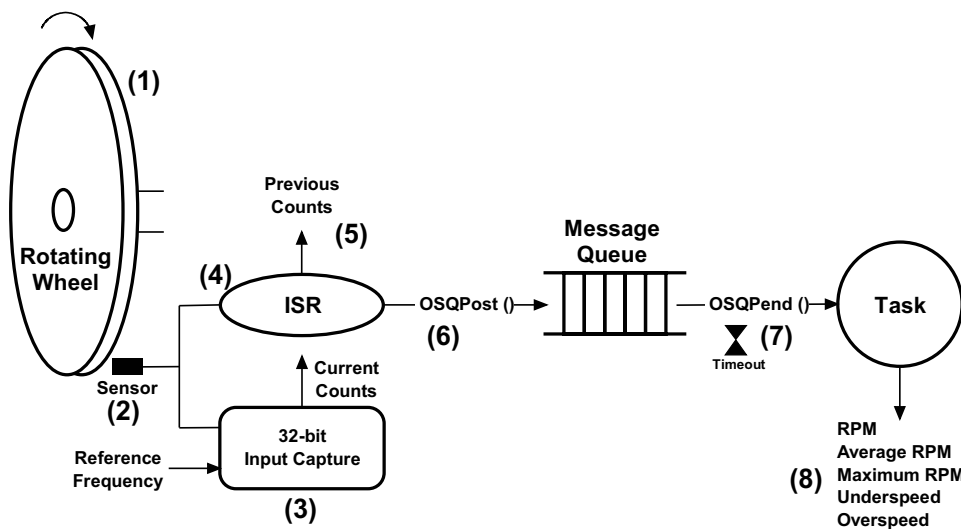 (1)
Rotating
Wheel
Sensor
(2)
Reference
Frequency
32-bit
Input Capture
(3)
Current
Counts
(4)
ISR
Previous
Counts
(5)
OSQPost ()
(6)
Message
Queue
OSQPend ()
(7)
Timeout
Task
(8)
RPM
Average RPM
Maximum RPM
Underspeed
Overspeed